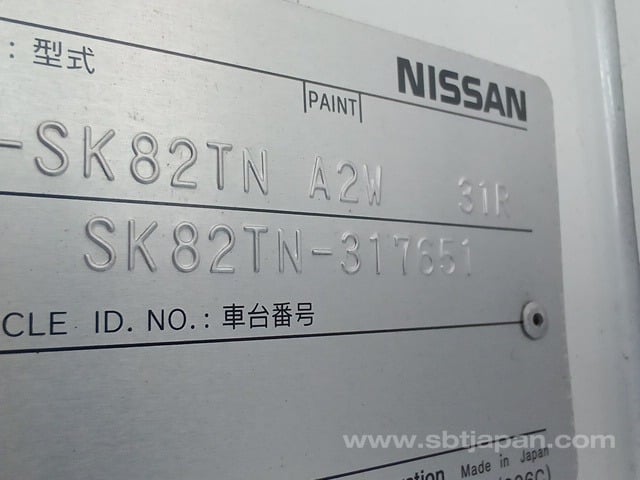 : 型式
NISSAN
PAINT
-SK82TN A2W 31R
SK82TN-317651
CLE ID. NO.: 車台番号
www.sbtjapan.com
ration Made in Japan